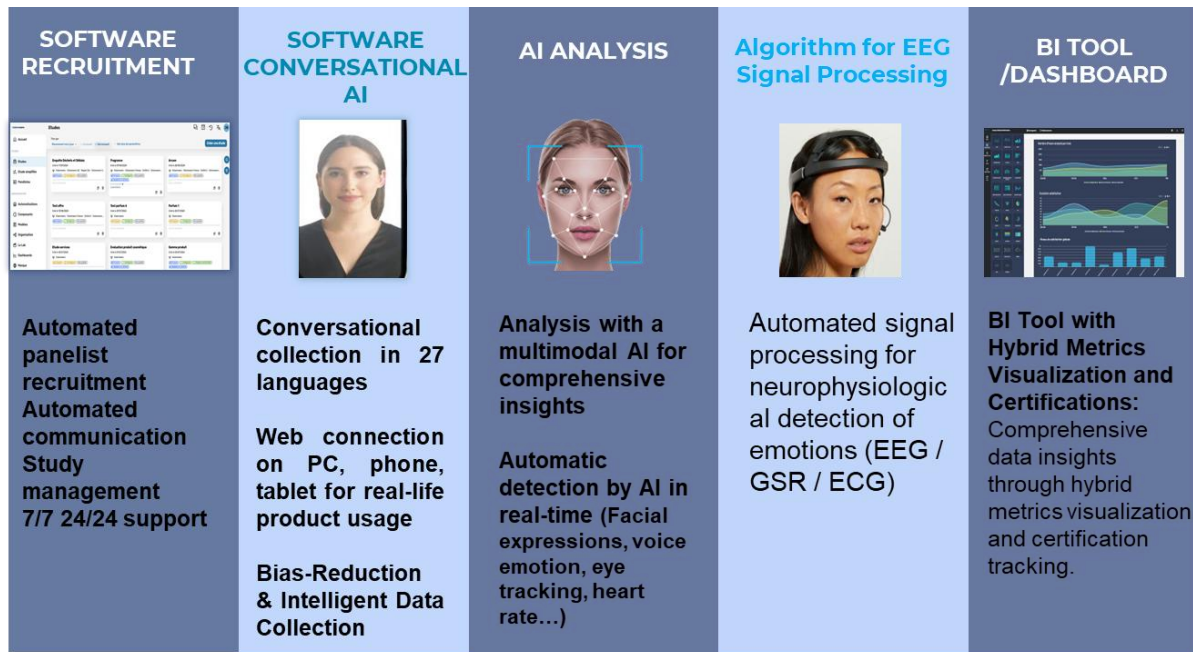 SOFTWARE
RECRUITMENT
Automated
panelist
recruitment
Automated
communication
Study
management
7/7 24/24 support
SOFTWARE
CONVERSATIONAL
AI
Conversational
collection in 27
languages
Web connection
on PC, phone,
tablet for real-life
product usage
Bias-Reduction
& Intelligent Data
Collection
AI ANALYSIS
Analysis with a
multimodal AI for
comprehensive
insights
Automatic
detection by AI in
real-time (Facial
expressions, voice
emotion, eye
tracking, heart
rate…)
Algorithm for EEG
Signal Processing
Automated signal
processing for
neurophysiologic
al detection of
emotions (EEG /
GSR / ECG)
BI TOOL
/DASHBOARD
BI Tool with
Hybrid Metrics
Visualization and
Certifications:
Comprehensive
data insights
through hybrid
metrics visualization
and certification
tracking.